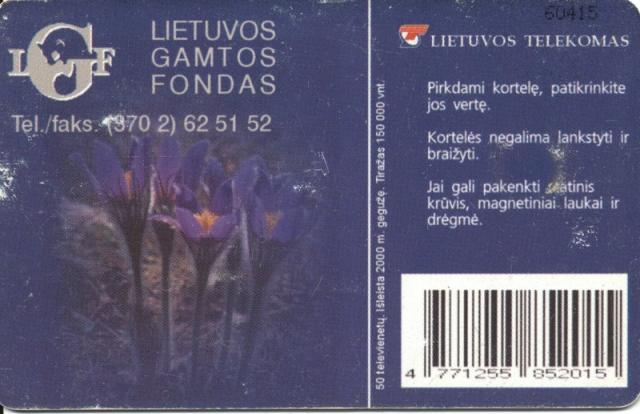 LGF
LIETUVOS
GAMTOS
FONDAS
Tel./faks. (370 2) 62 51 52
50 televienetų. Išleista 2000 m. gegužę. Tiražas 150 000 vnt.
60415
LIETUVOS TELEKOMAS
Pirkdami kortelę, patikrinkite
jos vertę.
Kortelės negalima lankstyti ir
braižyti.
Jai gali pakenkti statinis
krūvis, magnetiniai laukai ir
drėgmė.
4 771255 852015